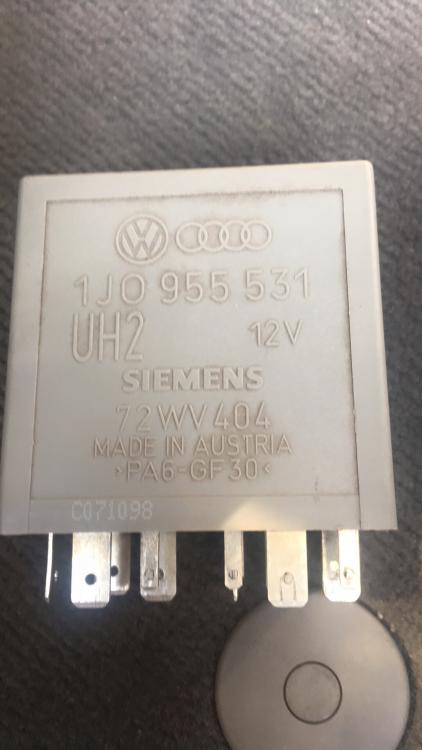 1J0 955 531
UH2 12V
SIEMENS
72WV404
MADE IN AUSTRIA
>PA6-GF30<
C071098